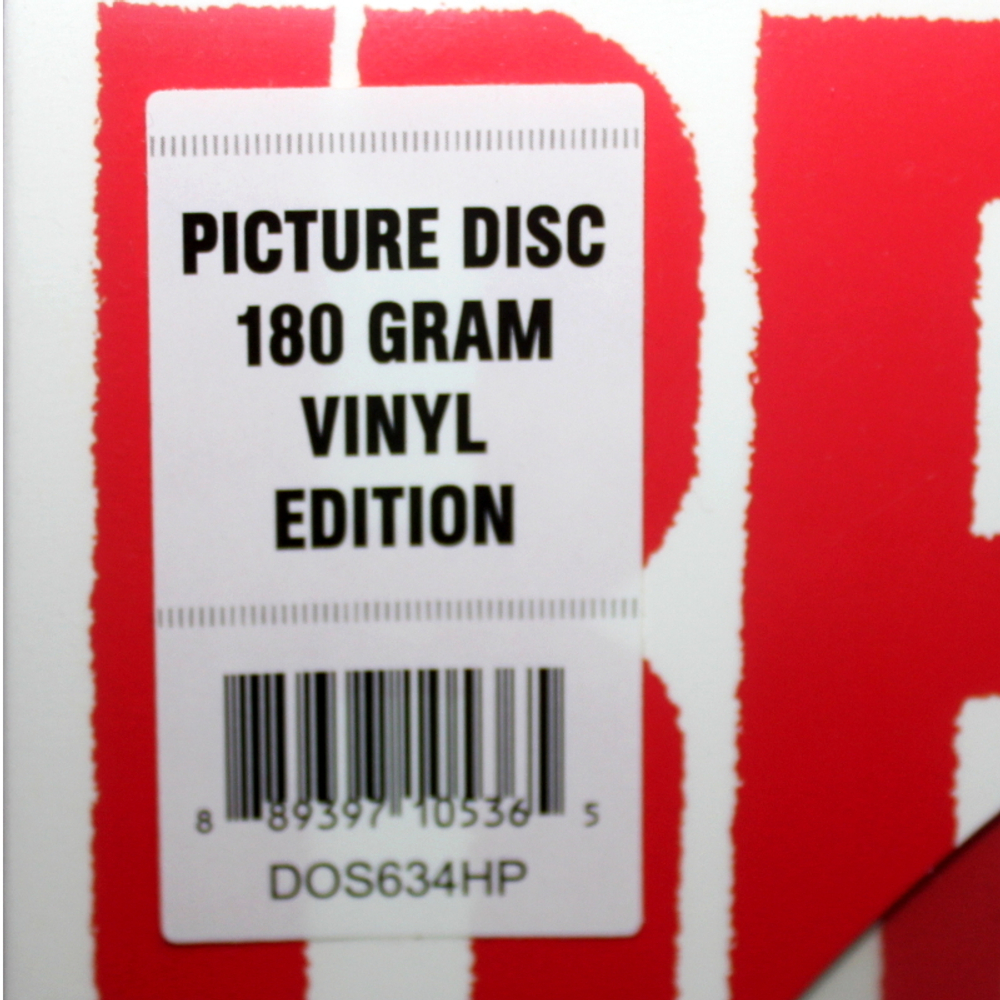 PICTURE DISC
180 GRAM
VINYL
EDITION
8 89397 10536 5
DOS634HP